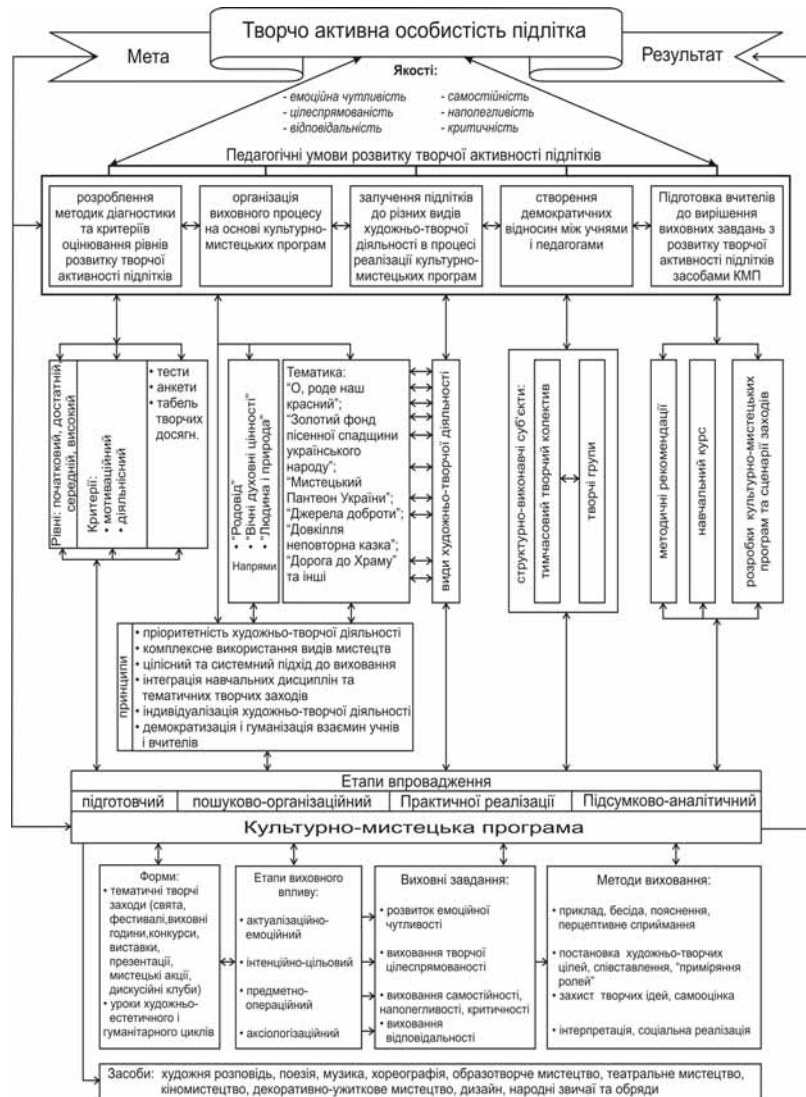 Творчо активна особистість підлітка
Мета
Результат
Якості:
- емоційна чутливість
- цілеспрямованість
- відповідальність
- самостійність
- наполегливість
- критичність
Педагогічні умови розвитку творчої активності підлітків
розроблення
методик діагностики
та критеріїв
оцінювання рівнів
розвитку творчої
активності підлітків
організація
виховного процесу
на основі культурно-
мистецьких програм
залучення підлітків
до різних видів
художньо-творчої
діяльності в процесі
реалізації культурно-
мистецьких програм
створення
демократичних
відносин між учнями
і педагогами
Підготовка вчителів
до вирішення
виховних завдань з
розвитку творчої
активності підлітків
засобами КМП
Рівні: початковий, достатній,
середній, високий
Критерії:
• мотиваційний
• діяльнісний
• тести
• анкети
• табель
творчих
досягн.
• "Родовід"
• "Вічні духовні цінності"
• "Людина і природа"
Напрями
Тематика:
"О, роде наш
красний";
"Золотий фонд
пісенної спадщини
українського
народу";
"Мистецький
Пантеон України";
"Джерела доброти";
"Довкілля
неповторна казка";
"Дорога до Храму"
та інші
види художньо-творчої діяльності
структурно-виконавчі суб'єкти:
тимчасовий творчий колектив
творчі групи
методичні рекомендації
навчальний курс
розробки культурно-мистецьких
програм та сценарії заходів
принципи
• пріоритетність художньо-творчої діяльності
• комплексне використання видів мистецтв
• цілісний та системний підхід до виховання
• інтеграція навчальних дисциплін та
тематичних творчих заходів
• індивідуалізація художньо-творчої діяльності
• демократизація і гуманізація взаємин учнів
і вчителів
Етапи впровадження
підготовчий
пошуково-організаційний
Практичної реалізації
Підсумково-аналітичний
Культурно-мистецька програма
Форми:
• тематичні творчі
заходи (свята,
фестивалі,виховні
години,конкурси,
виставки,
презентації,
мистецькі акції,
дискусійні клуби)
• уроки художньо-
естетичного і
гуманітарного циклів
Етапи виховного
впливу:
• актуалізаційно-
емоційний
• інтенційно-цільовий
• предметно-
операційний
• аксіологізаційний
Виховні завдання:
• розвиток емоційної
чутливості
• виховання творчої
цілеспрямованості
• виховання самостійності,
наполегливості, критичності
• виховання
відповідальності
Методи виховання:
• приклад, бесіда, пояснення,
перцептивне сприймання
• постановка художньо-творчих
цілей, співставлення, "приміряння
ролей"
• захист творчих ідей, самооцінка
• інтерпретація, соціальна реалізація
Засоби: художня розповідь, поезія, музика, хореографія, образотворче мистецтво, театральне мистецтво,
кіномистецтво, декоративно-ужиткове мистецтво, дизайн, народні звичаї та обряди